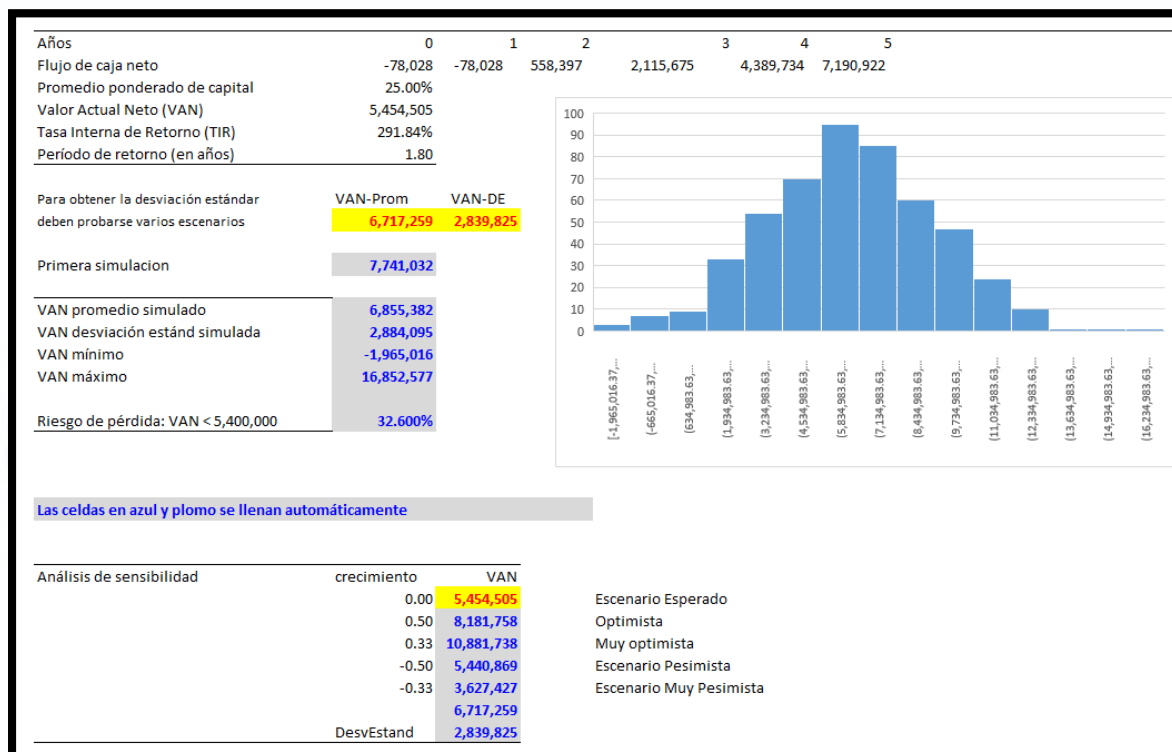 Años 0 1 2 3 4 5
Flujo de caja neto -78,028 -78,028 558,397 2,115,675 4,389,734 7,190,922
Promedio ponderado de capital 25.00%
Valor Actual Neto (VAN) 5,454,505
Tasa Interna de Retorno (TIR) 291.84%
Período de retorno (en años) 1.80
Para obtener la desviación estándar VAN-Prom VAN-DE
deben probarse varios escenarios 6,717,259 2,839,825
Primera simulacion 7,741,032
VAN promedio simulado 6,855,382
VAN desviación estánd simulada 2,884,095
VAN mínimo -1,965,016
VAN máximo 16,852,577
Riesgo de pérdida: VAN < 5,400,000 32.600%
100
90
80
70
60
50
40
30
20
10
0
[-1,965,016.37,...
(-665,016.37,...
(634,983.63,...
(1,934,983.63,...
(3,234,983.63,...
(4,534,983.63,...
(5,834,983.63,...
(7,134,983.63,...
(8,434,983.63,...
(9,734,983.63,...
(11,034,983.63,...
(12,334,983.63,...
(13,634,983.63,...
(14,934,983.63,...
(16,234,983.63,...
Las celdas en azul y plomo se llenan automáticamente
Análisis de sensibilidad crecimiento VAN
0.00 5,454,505 Escenario Esperado
0.50 8,181,758 Optimista
0.33 10,881,738 Muy optimista
-0.50 5,440,869 Escenario Pesimista
-0.33 3,627,427 Escenario Muy Pesimista
6,717,259
DesvEstand 2,839,825